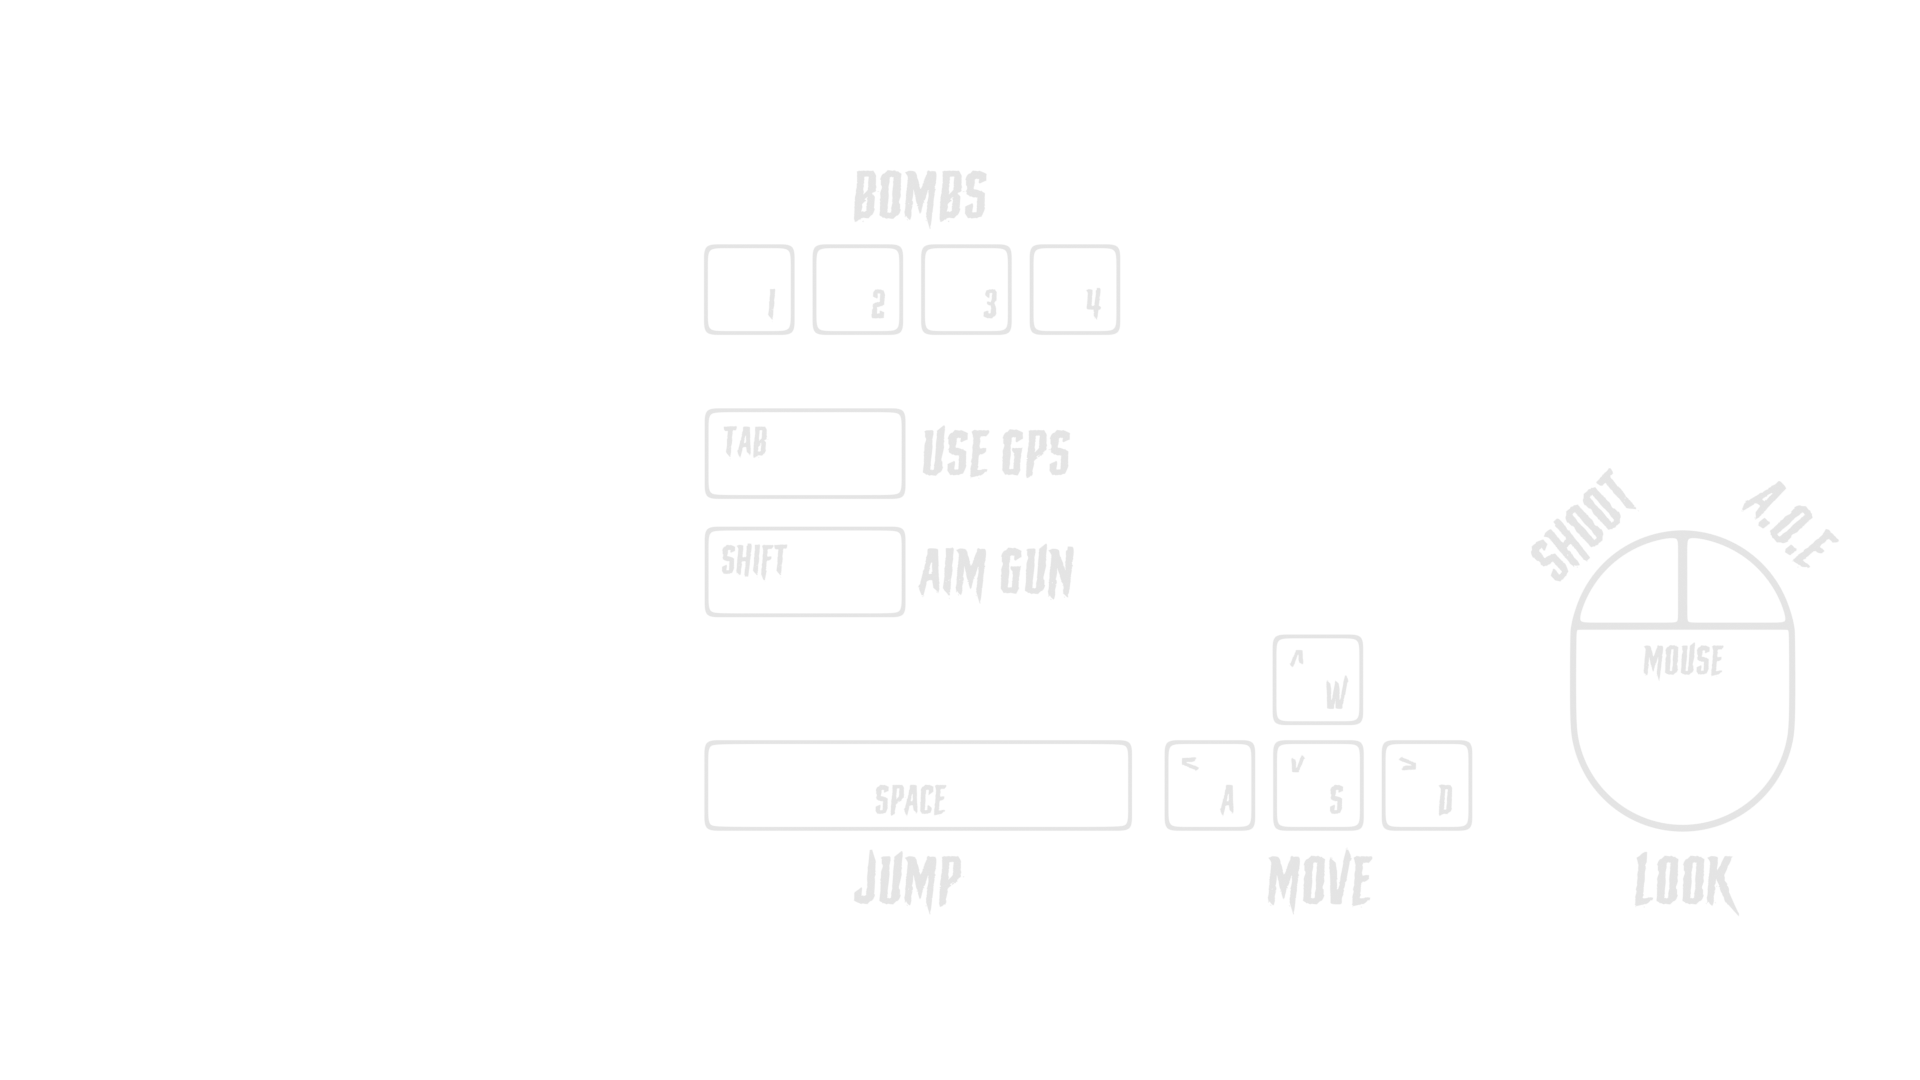 BOMBS
1 2 3 4
TAB USE GPS
SHIFT AIM GUN
SHOOT A.O.E
MOUSE
^ W
SPACE < A v S > D
JUMP MOVE LOOK